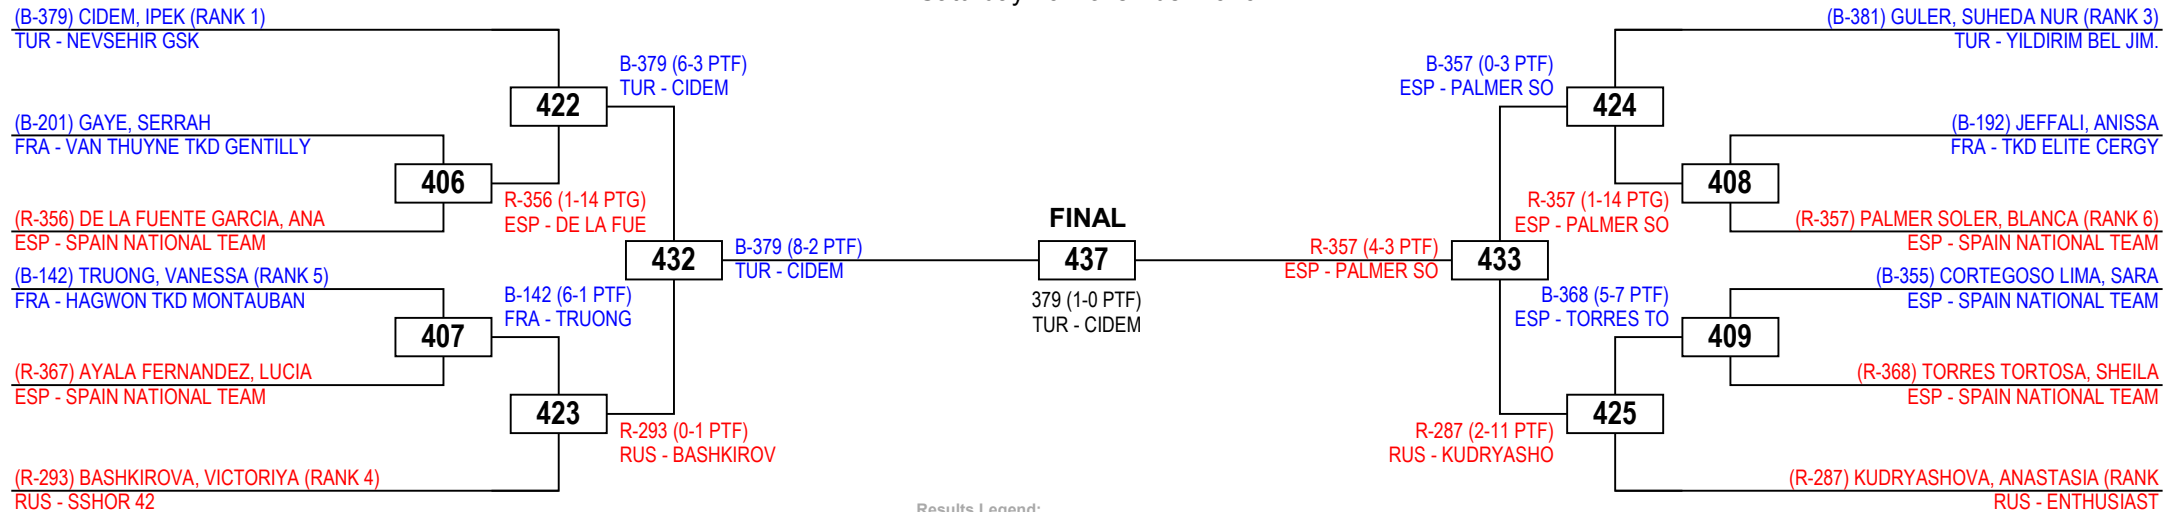 (B-379) CIDEM, IPEK (RANK 1)
TUR - NEVSEHIR GSK
(B-201) GAYE, SERRAH
FRA - VAN THUYNE TKD GENTILLY
(R-356) DE LA FUENTE GARCIA, ANA
ESP - SPAIN NATIONAL TEAM
(B-142) TRUONG, VANESSA (RANK 5)
FRA - HAGWON TKD MONTAUBAN
(R-367) AYALA FERNANDEZ, LUCIA
ESP - SPAIN NATIONAL TEAM
(R-293) BASHKIROVA, VICTORIYA (RANK 4)
RUS - SSHOR 42
406
407
422
R-356 (1-14 PTG)
ESP - DE LA FUE
B-142 (6-1 PTF)
FRA - TRUONG
423
B-379 (6-3 PTF)
TUR - CIDEM
432
R-293 (0-1 PTF)
RUS - BASHKIROV
B-379 (8-2 PTF)
TUR - CIDEM
FINAL
437
379 (1-0 PTF)
TUR - CIDEM
Results Legend:
R-357 (4-3 PTF)
ESP - PALMER SO
B-357 (0-3 PTF)
ESP - PALMER SO
433
R-287 (2-11 PTF)
RUS - KUDRYASHO
424
R-357 (1-14 PTG)
ESP - PALMER SO
B-368 (5-7 PTF)
ESP - TORRES TO
425
408
409
(B-381) GULER, SUHEDA NUR (RANK 3)
TUR - YILDIRIM BEL JIM.
(B-192) JEFFALI, ANISSA
FRA - TKD ELITE CERGY
(R-357) PALMER SOLER, BLANCA (RANK 6)
ESP - SPAIN NATIONAL TEAM
(B-355) CORTEGOSO LIMA, SARA
ESP - SPAIN NATIONAL TEAM
(R-368) TORRES TORTOSA, SHEILA
ESP - SPAIN NATIONAL TEAM
(R-287) KUDRYASHOVA, ANASTASIA (RANK
RUS - ENTHUSIAST